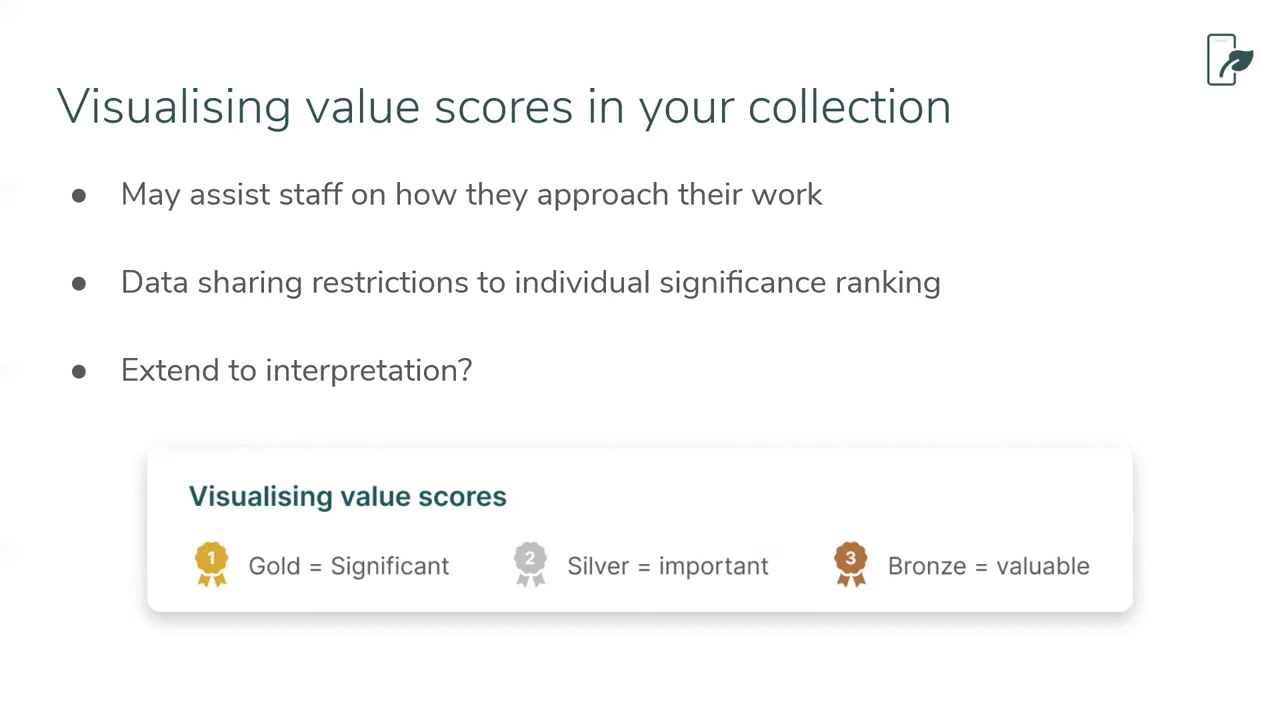 Visualising value scores in your collection
● May assist staff on how they approach their work
● Data sharing restrictions to individual significance ranking
● Extend to interpretation?
Visualising value scores
1 Gold = Significant 2 Silver = important 3 Bronze = valuable